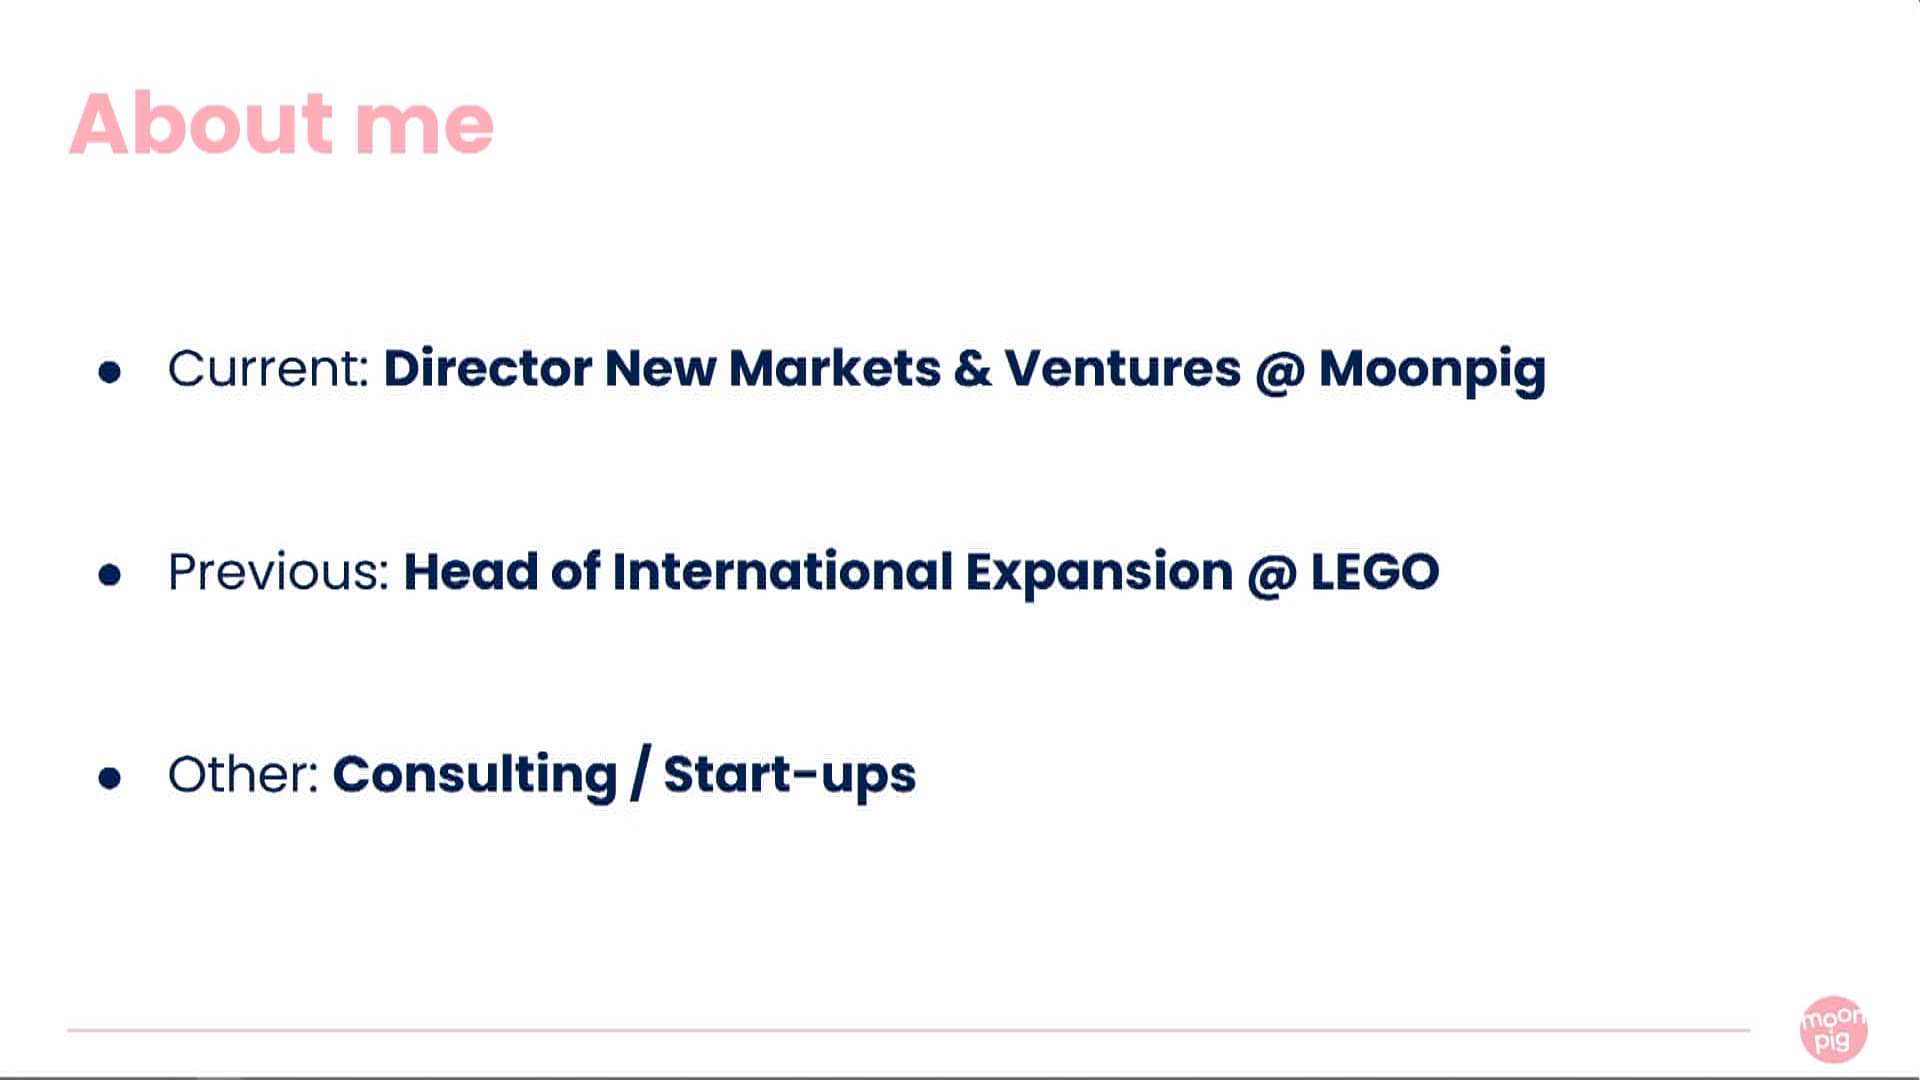 About me
● Current: Director New Markets & Ventures @ Moonpig
● Previous: Head of International Expansion @ LEGO
● Other: Consulting / Start-ups
moon
pig